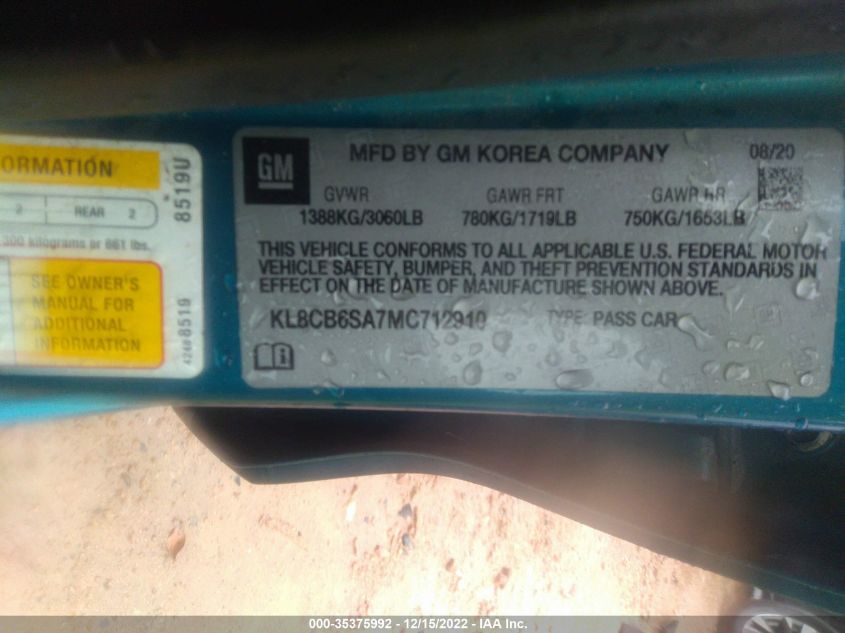 ORMATION
2 REAR 2
300 kilograms or 661 lbs.
SEE OWNER'S
MANUAL FOR
ADDITIONAL
INFORMATION
8519U
424#8519
GM
MFD BY GM KOREA COMPANY 08/20
GVWR GAWR FRT GAWR RR
1388KG/3060LB 780KG/1719LB 750KG/1653LB
THIS VEHICLE CONFORMS TO ALL APPLICABLE U.S. FEDERAL MOTOR
VEHICLE SAFETY, BUMPER, AND THEFT PREVENTION STANDARDS IN
EFFECT ON THE DATE OF MANUFACTURE SHOWN ABOVE.
KL8CB6SA7MC712910 TYPE: PASS CAR
000-35375992 - 12/15/2022 - IAA Inc.